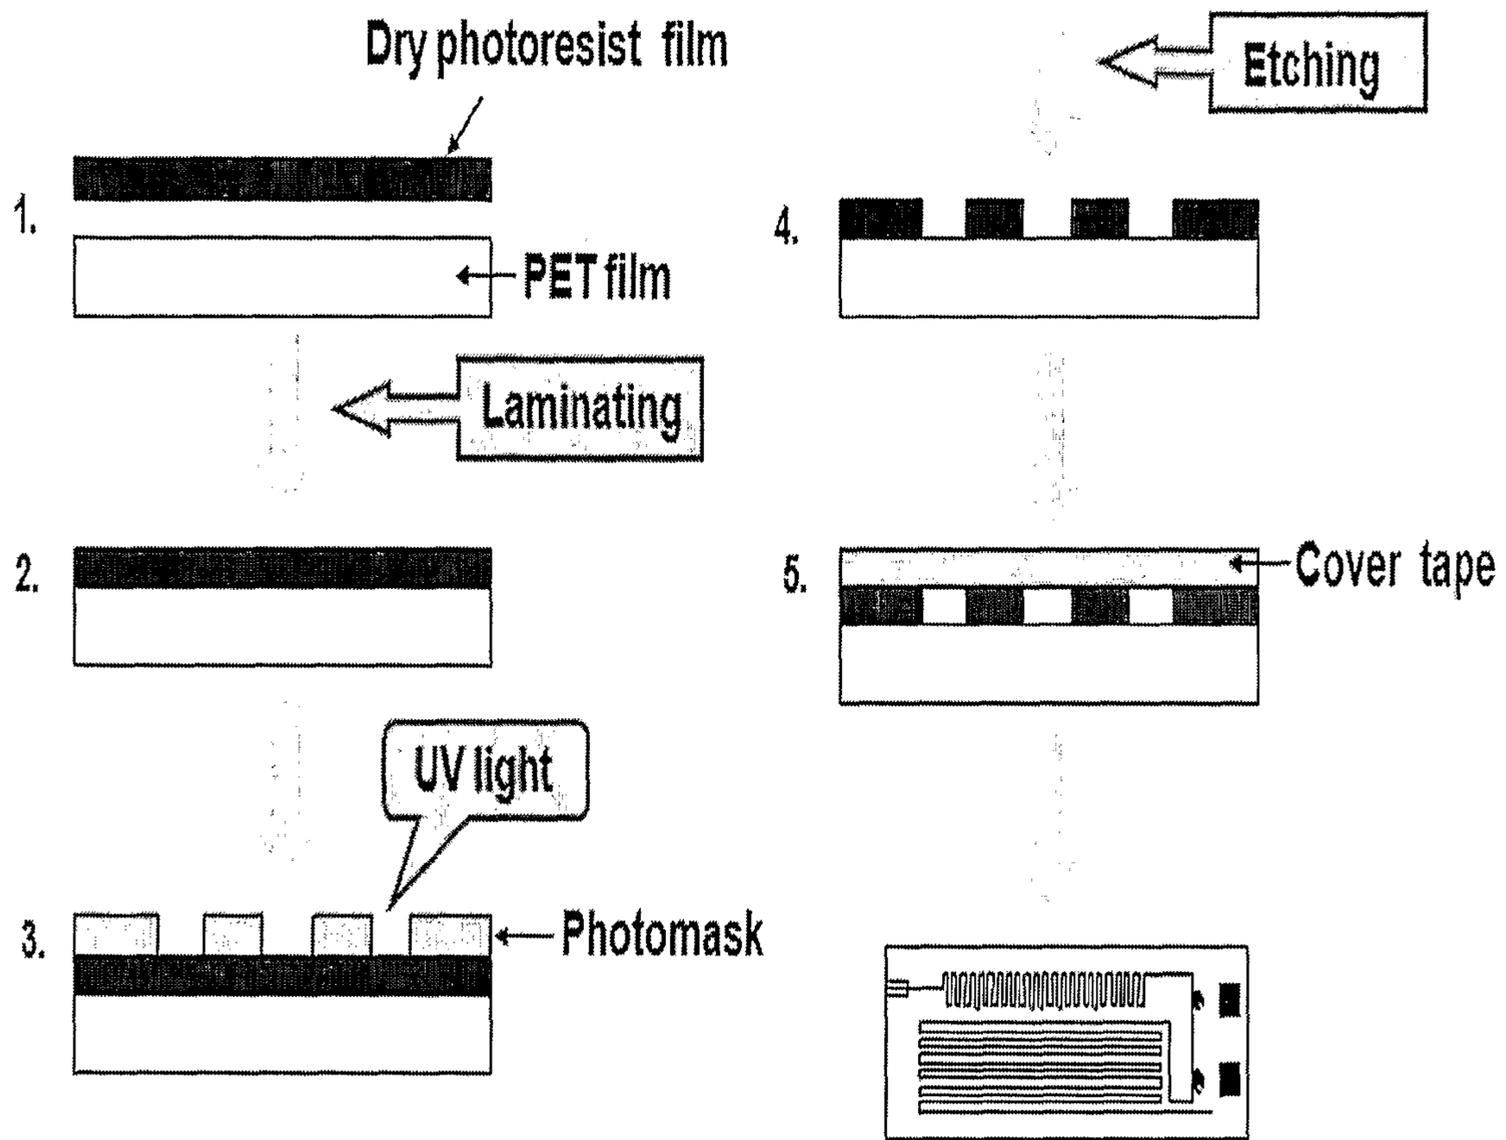 Dry photoresist film
1.
PET film
Laminating
2.
UV light
3.
Photomask
Etching
4.
5.
Cover tape